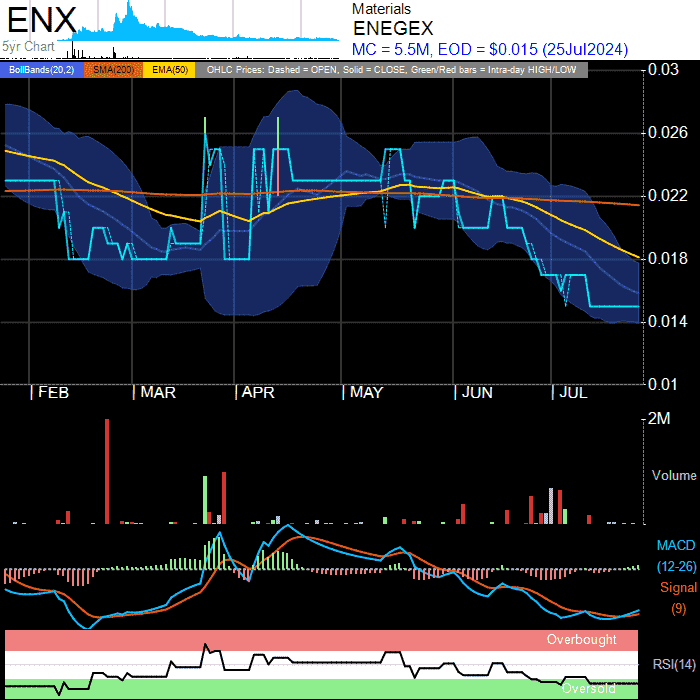 ENX
5yr Chart
Materials
ENEGEX
MC = 5.5M, EOD = $0.015 (25Jul2024)
BollBands(20,2) SMA(200) EMA(50) OHLC Prices: Dashed = OPEN, Solid = CLOSE, Green/Red bars = Intra-day HIGH/LOW
0.03
0.026
0.022
0.018
0.014
0.01
FEB MAR APR MAY JUN JUL
2M
Volume
MACD
(12-26)
Signal
(9)
Overbought
RSI(14)
Oversold